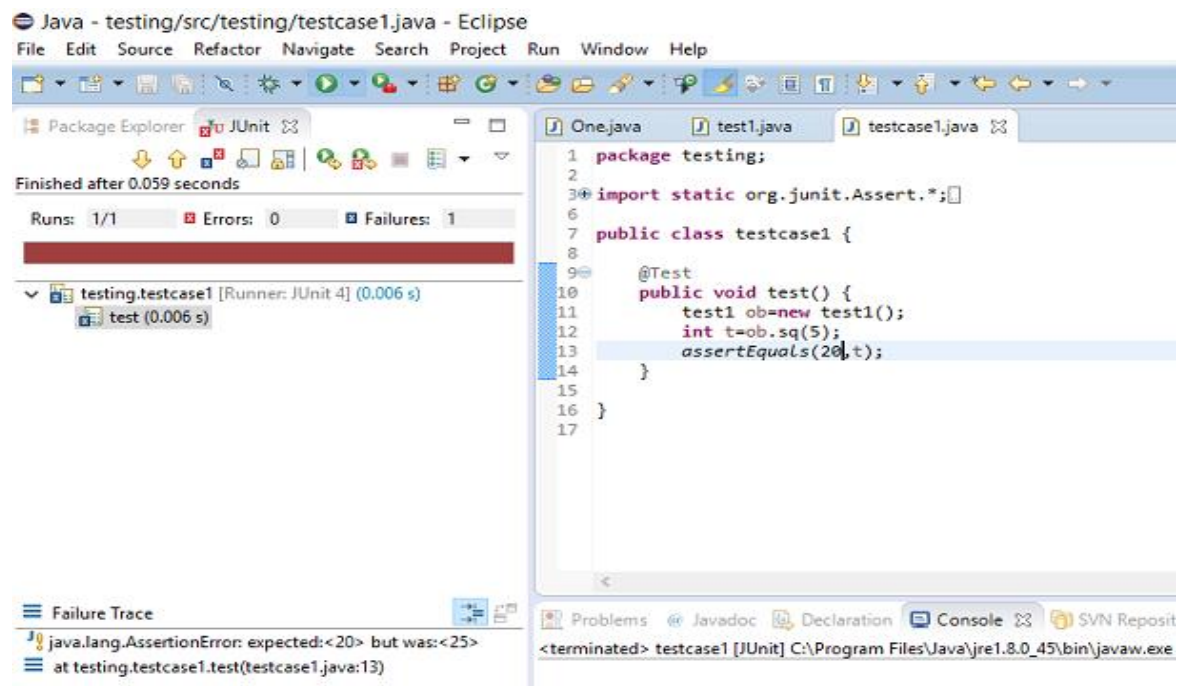 Java - testing/src/testing/testcase1.java - Eclipse
File Edit Source Refactor Navigate Search Project Run Window Help
Package Explorer JUnit
Finished after 0.059 seconds
Runs: 1/1 Errors: 0 Failures: 1
testing.testcase1 [Runner: JUnit 4] (0.006 s)
test (0.006 s)
Failure Trace
java.lang.AssertionError: expected:<20> but was:<25>
at testing.testcase1.test(testcase1.java:13)
One.java test1.java testcase1.java
1 package testing;
2
3 import static org.junit.Assert.*;
6
7 public class testcase1 {
8
9 @Test
10 public void test() {
11 test1 ob=new test1();
12 int t=ob.sq(5);
13 assertEquals(20,t);
14 }
15
16 }
17
Problems Javadoc Declaration Console SVN Reposit
<terminated> testcase1 [JUnit] C:\Program Files\Java\jre1.8.0_45\bin\javaw.exe